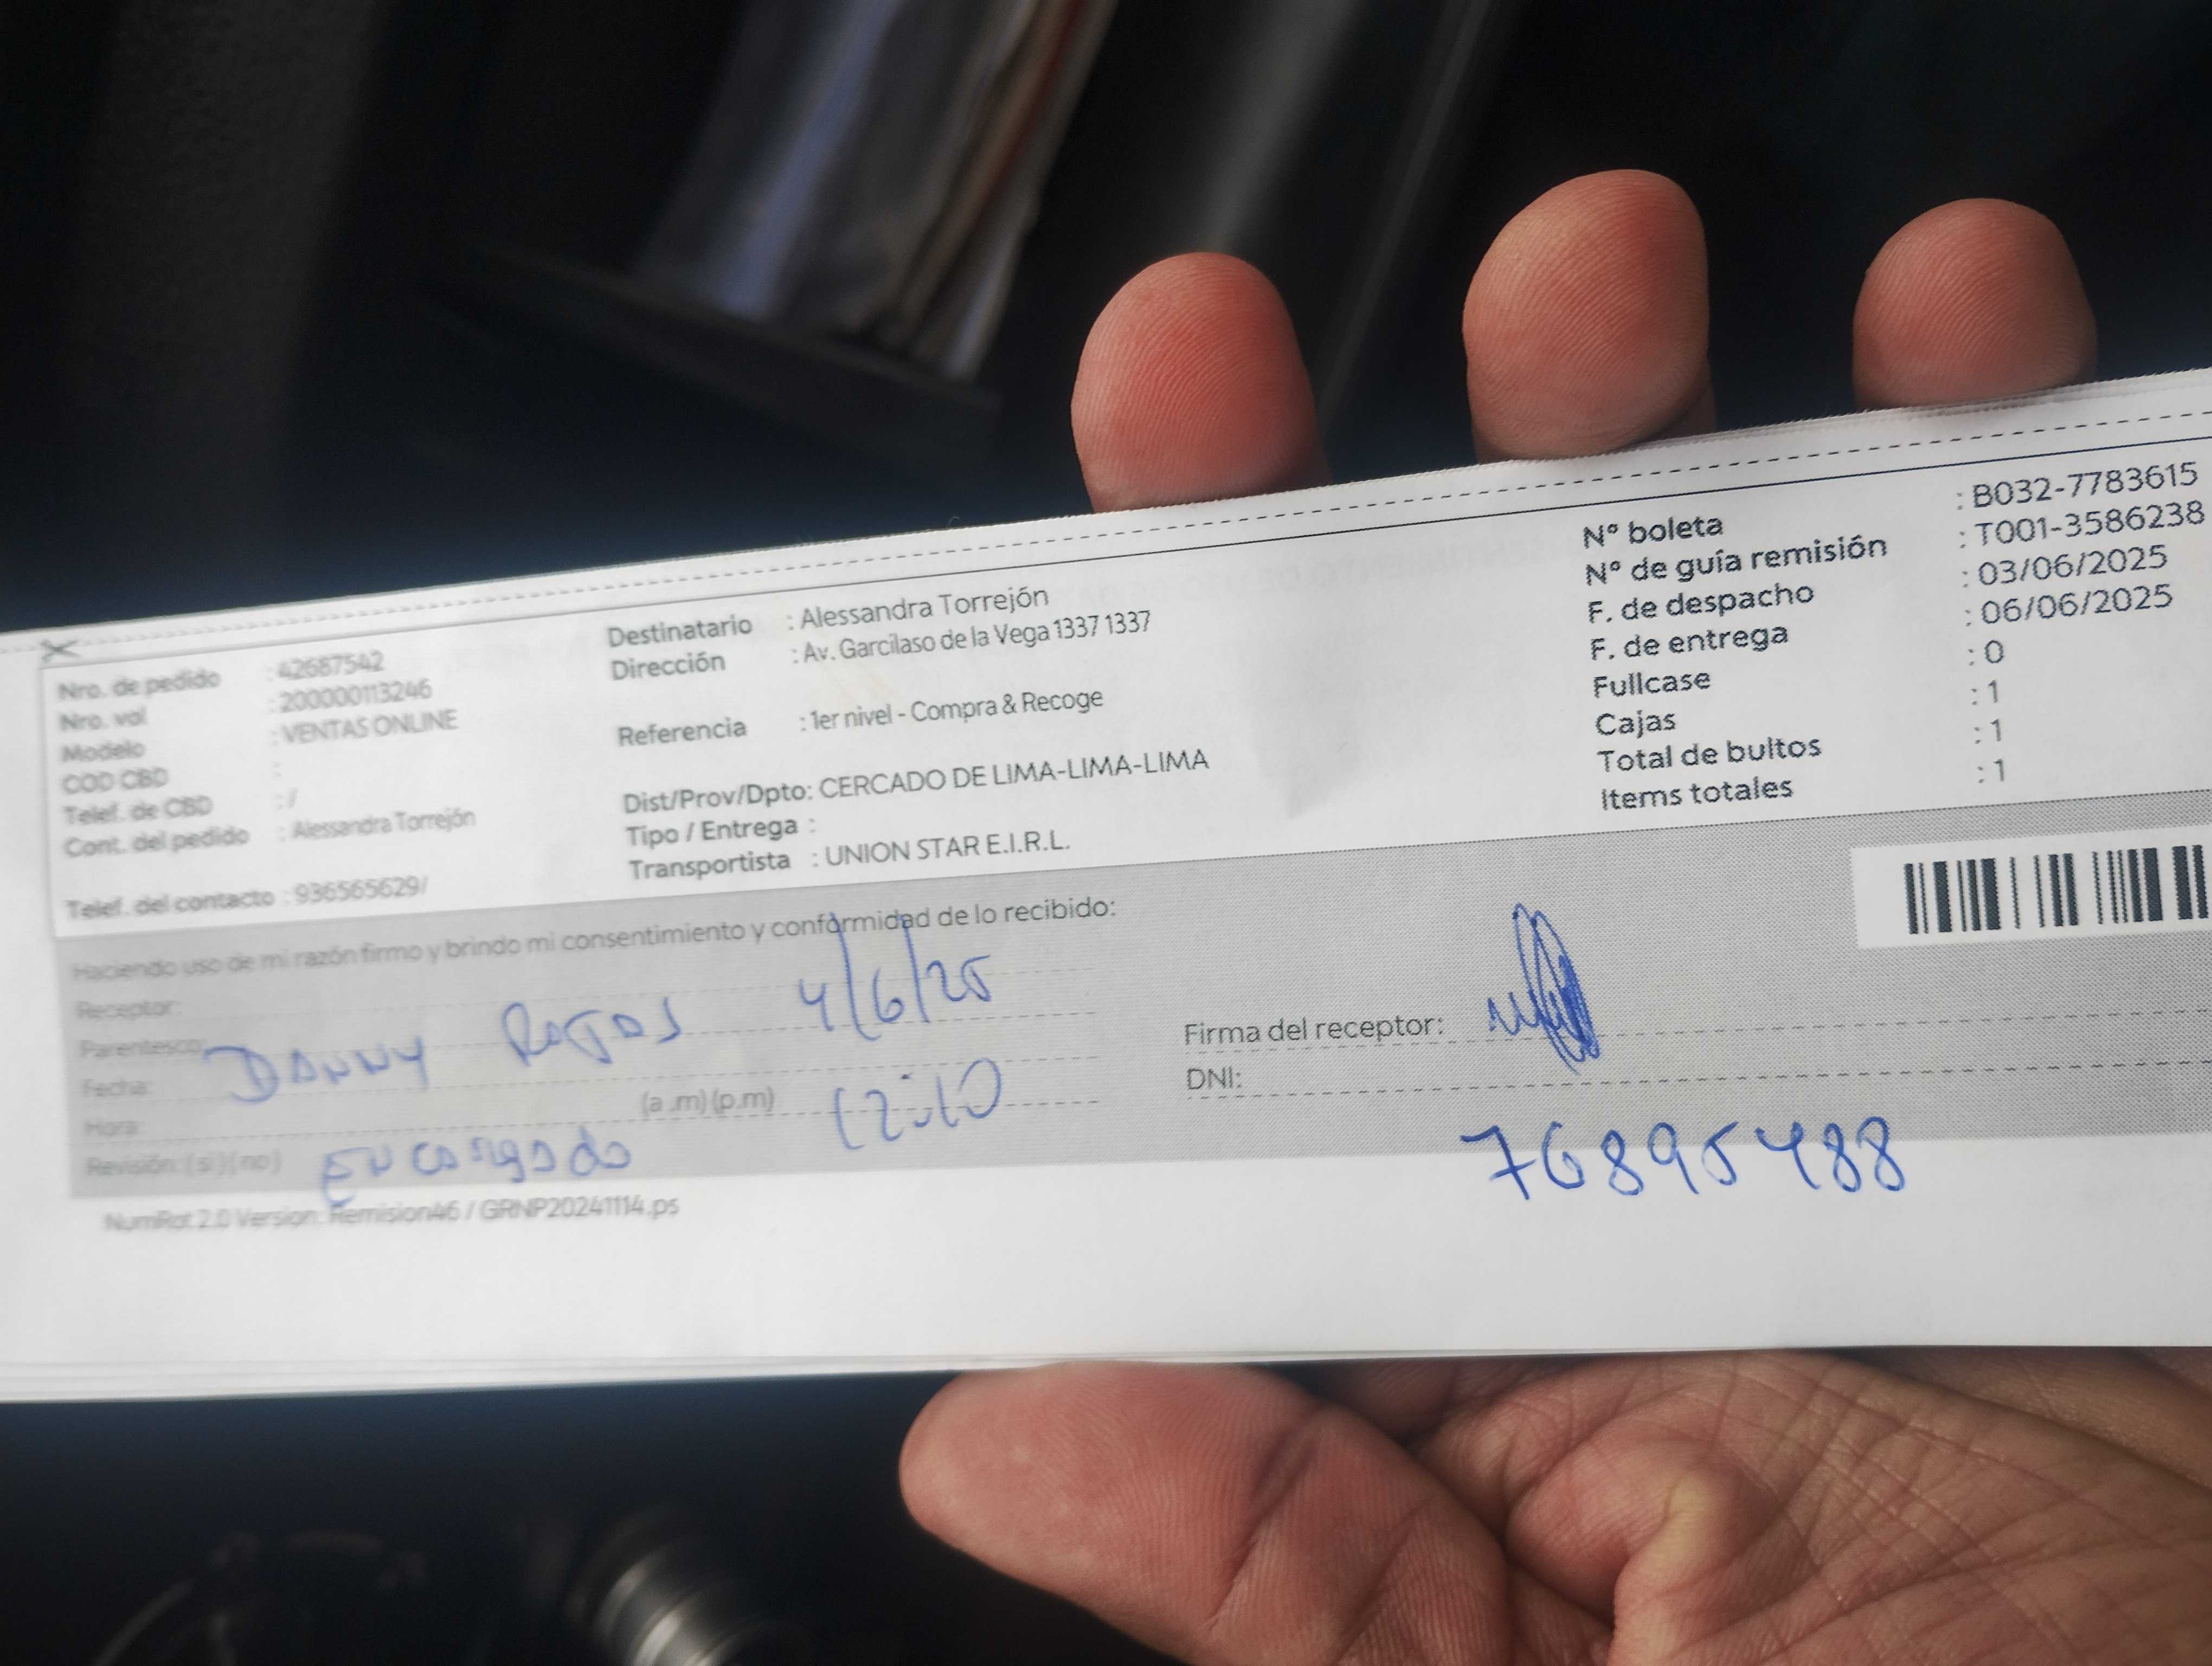 Nro. de pedido : 42687542
Nro. val : 200000113246
Modelo : VENTAS ONLINE
COD CBD :
Telef. de CBD : /
Cont. del pedido : Alessandra Torrejón
Telef. del contacto : 936565629/
Destinatario : Alessandra Torrejón
Dirección : Av. Garcilaso de la Vega 1337 1337
Referencia : 1er nivel - Compra & Recoge
Dist/Prov/Dpto: CERCADO DE LIMA-LIMA-LIMA
Tipo / Entrega :
Transportista : UNION STAR E.I.R.L.
N° boleta : B032-7783615
N° de guía remisión : T001-3586238
F. de despacho : 03/06/2025
F. de entrega : 06/06/2025
Fullcase : 0
Cajas : 1
Total de bultos : 1
Items totales : 1
Haciendo uso de mi razón firmo y brindo mi consentimiento y conformidad de lo recibido:
Receptor:
Parentesco:
DANNY ROJAS 4/6/25
Fecha:
Hora: (a .m) (p.m) 12:10
Revisión: ( si ) ( no ) Encargado
Firma del receptor:
DNI:
76895488
NumRot 2.0 Version: Remision46 / GRNP20241114.ps